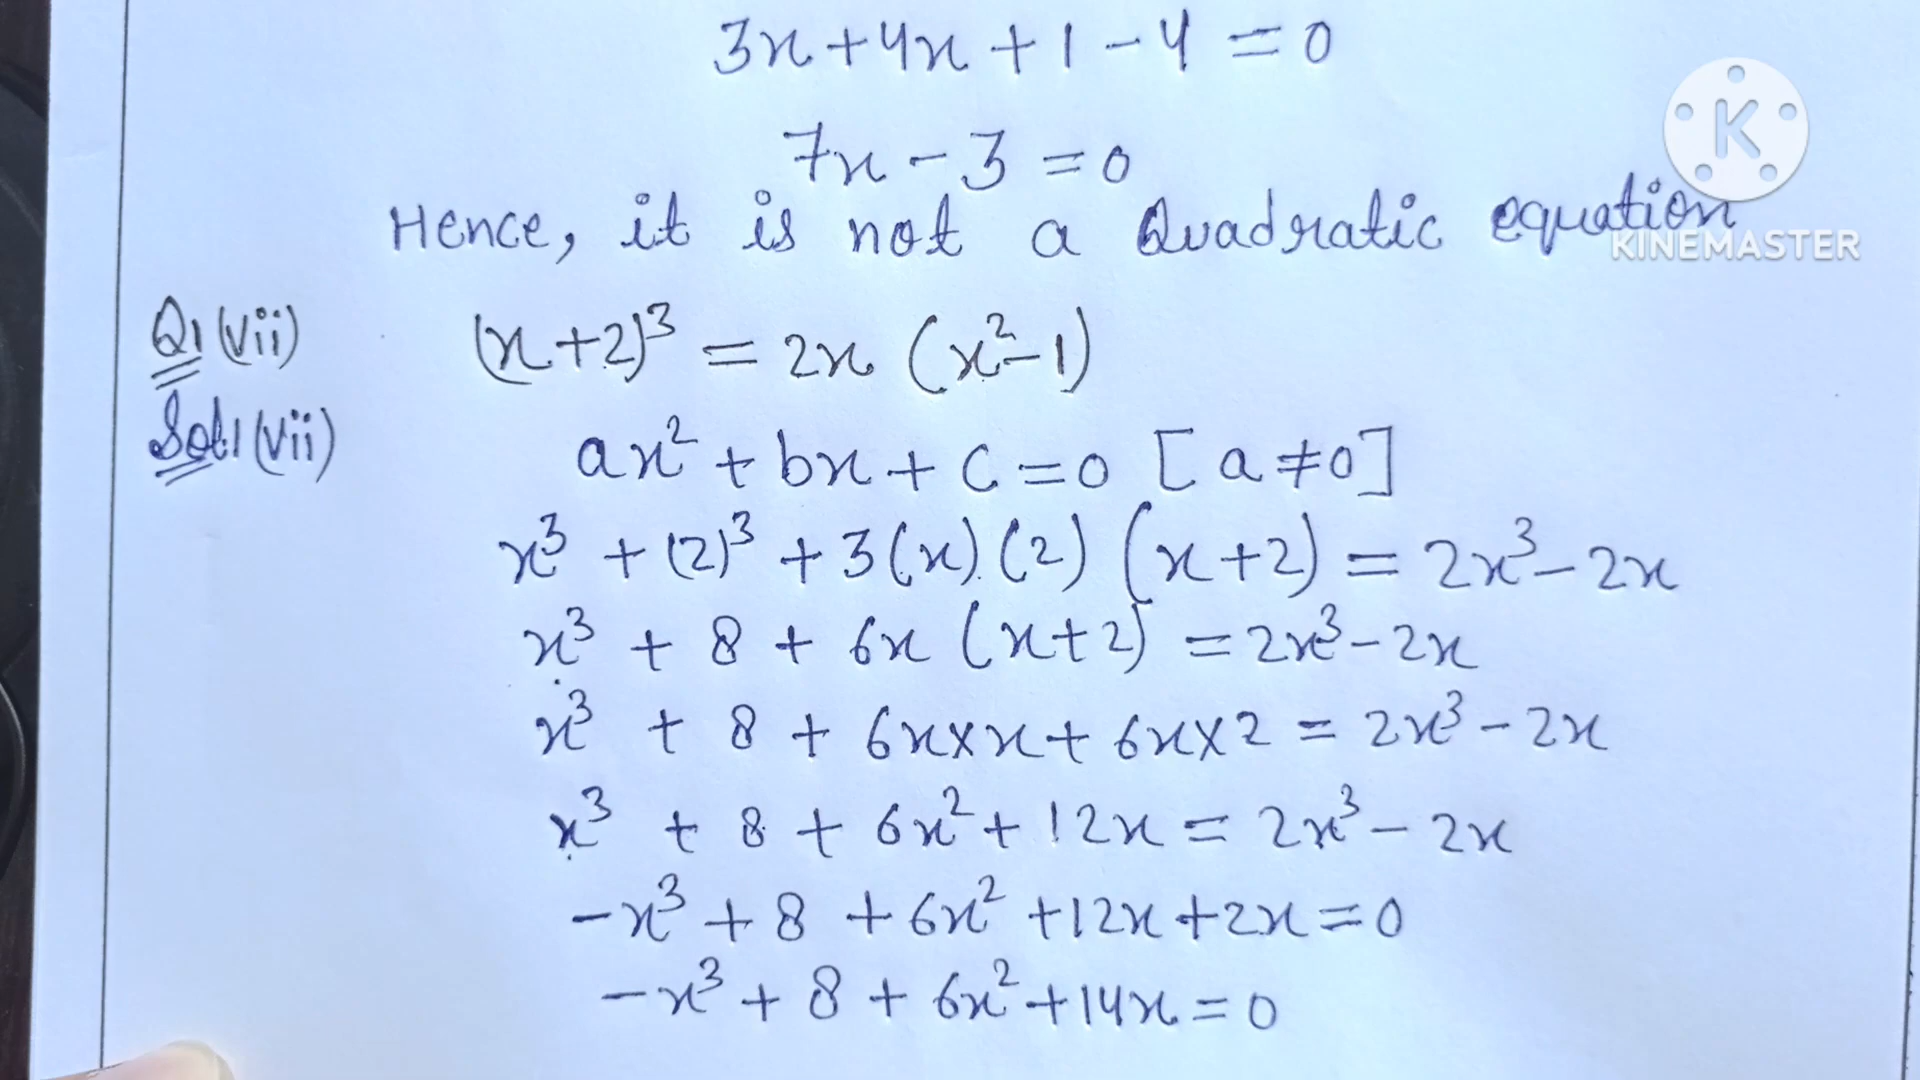 3x+4x+1-4=0
7x-3=0
Hence, it is not a Quadratic equation
KINEMASTER
Q1(vii) (x+2)³ = 2x (x²-1)
Sol.1(vii) ax² + bx + c = 0 [a≠0]
x³ + (2)³ + 3(x)(2) (x+2) = 2x³ - 2x
x³ + 8 + 6x (x+2) = 2x³ - 2x
x³ + 8 + 6x×x + 6x×2 = 2x³ - 2x
x³ + 8 + 6x² + 12x = 2x³ - 2x
-x³ + 8 + 6x² + 12x + 2x = 0
-x³ + 8 + 6x² + 14x = 0